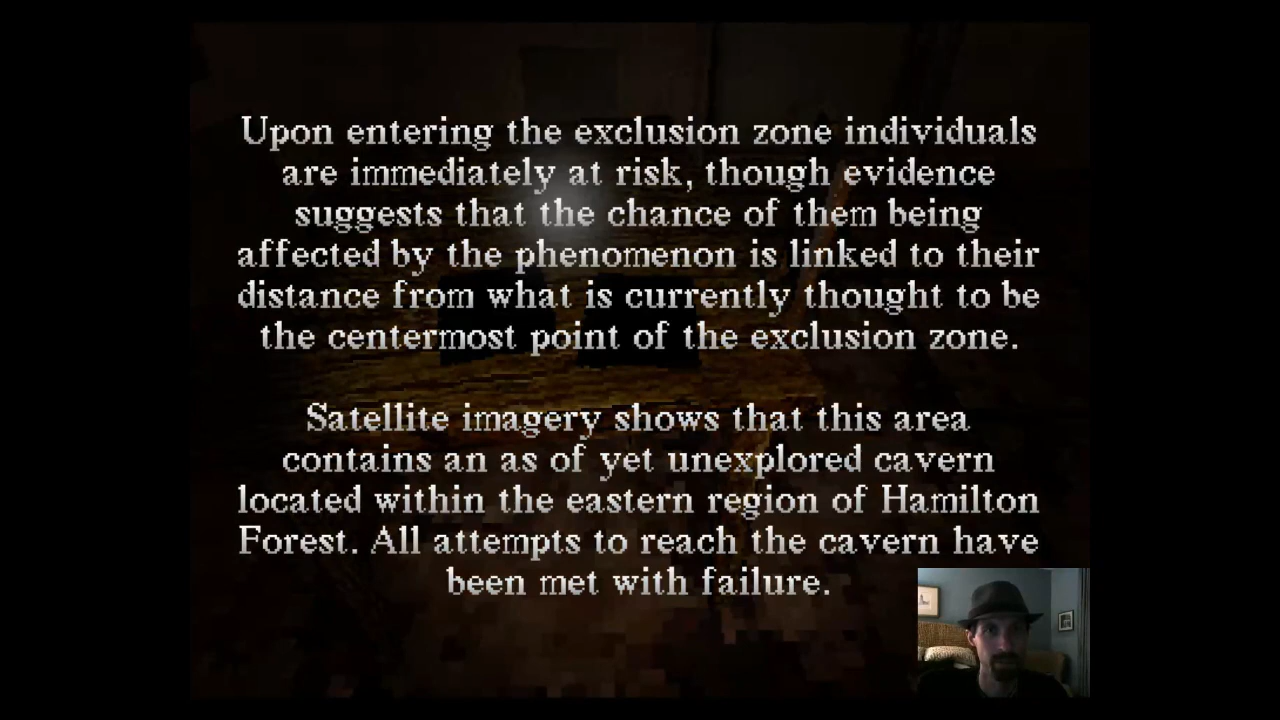 Upon entering the exclusion zone individuals
are immediately at risk, though evidence
suggests that the chance of them being
affected by the phenomenon is linked to their
distance from what is currently thought to be
the centermost point of the exclusion zone.
Satellite imagery shows that this area
contains an as of yet unexplored cavern
located within the eastern region of Hamilton
Forest. All attempts to reach the cavern have
been met with failure.